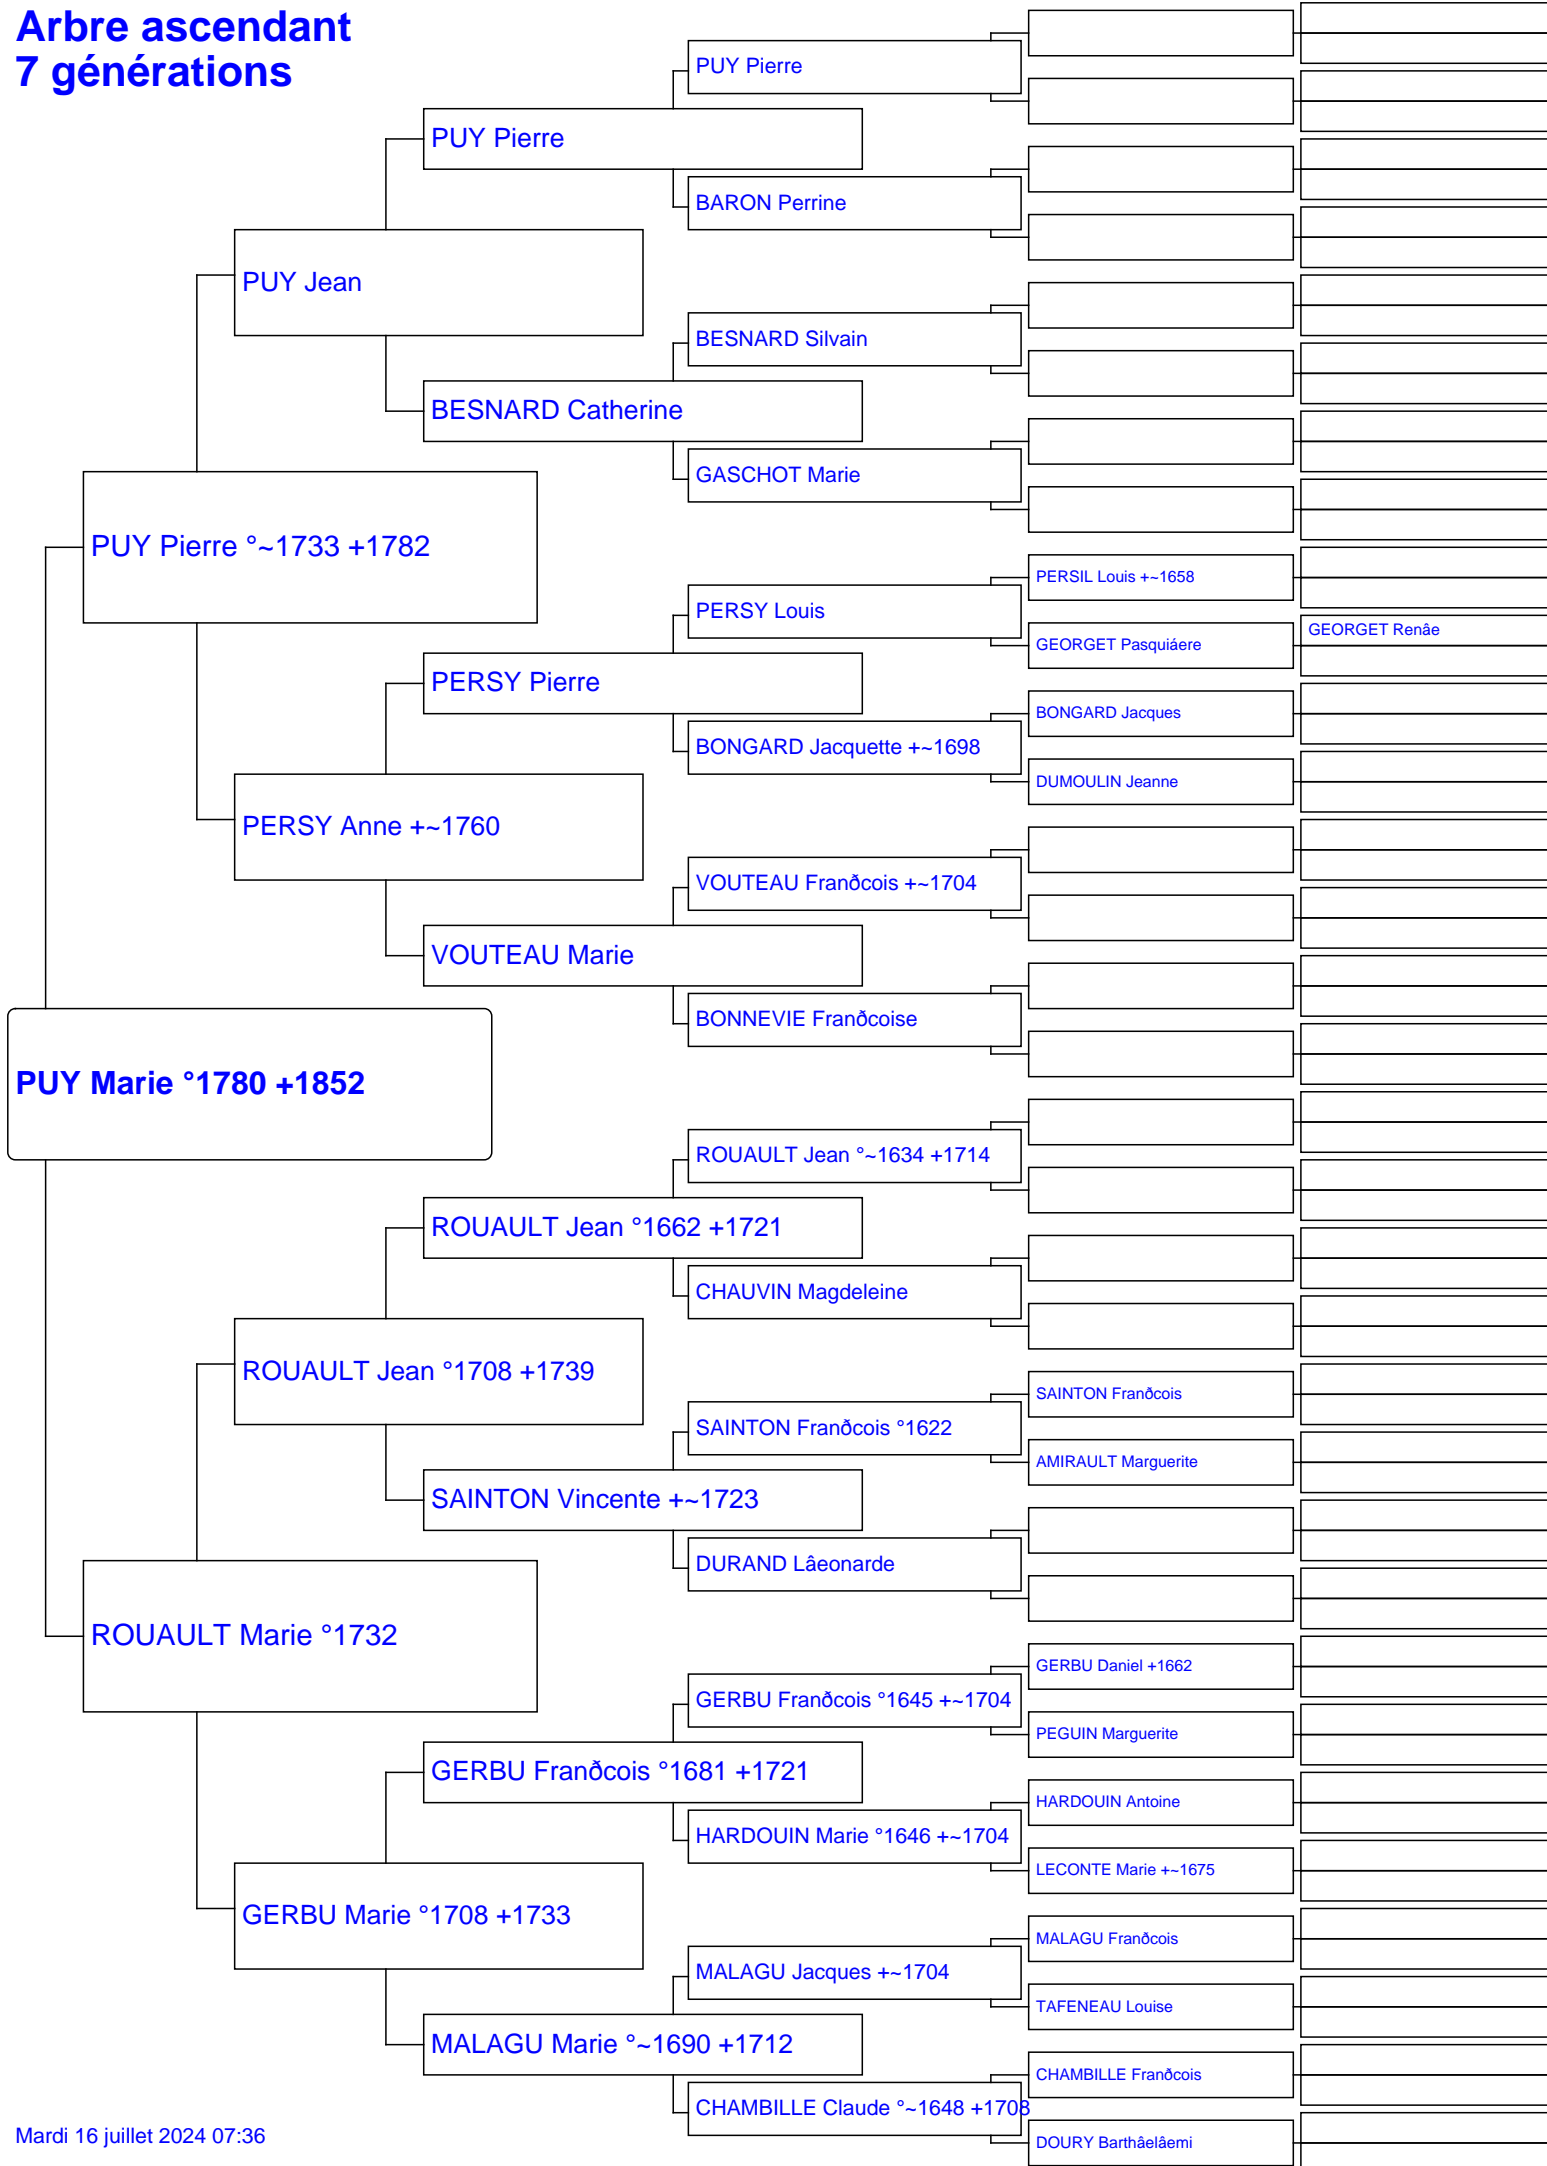 Arbre ascendant
7 générations
PUY Pierre
PUY Pierre
BARON Perrine
PUY Jean
BESNARD Silvain
BESNARD Catherine
GASCHOT Marie
PUY Pierre °~1733 +1782
PERSIL Louis +~1658
PERSY Louis
GEORGET Renâe
GEORGET Pasquiáere
PERSY Pierre
BONGARD Jacques
BONGARD Jacquette +~1698
DUMOULIN Jeanne
PERSY Anne +~1760
VOUTEAU Franðcois +~1704
VOUTEAU Marie
BONNEVIE Franðcoise
PUY Marie °1780 +1852
ROUAULT Jean °~1634 +1714
ROUAULT Jean °1662 +1721
CHAUVIN Magdeleine
ROUAULT Jean °1708 +1739
SAINTON Franðcois
SAINTON Franðcois °1622
AMIRAULT Marguerite
SAINTON Vincente +~1723
DURAND Lâeonarde
ROUAULT Marie °1732
GERBU Daniel +1662
GERBU Franðcois °1645 +~1704
PEGUIN Marguerite
GERBU Franðcois °1681 +1721
HARDOUIN Antoine
HARDOUIN Marie °1646 +~1704
LECONTE Marie +~1675
GERBU Marie °1708 +1733
MALAGU Franðcois
MALAGU Jacques +~1704
TAFENEAU Louise
MALAGU Marie °~1690 +1712
CHAMBILLE Franðcois
CHAMBILLE Claude °~1648 +1708
DOURY Barthâelâemi
Mardi 16 juillet 2024 07:36